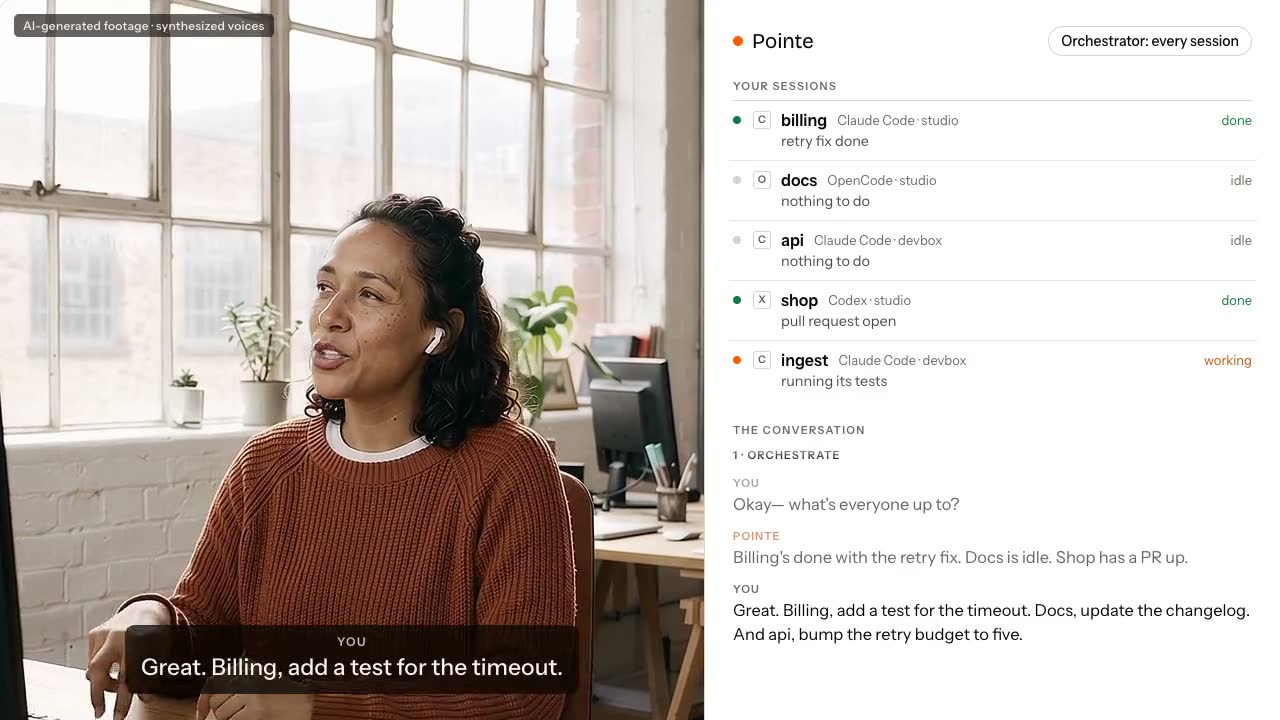 AI-generated footage · synthesized voices
YOU
Great. Billing, add a test for the timeout.
Pointe
Orchestrator: every session
YOUR SESSIONS
C billing Claude Code · studio done
retry fix done
O docs OpenCode · studio idle
nothing to do
C api Claude Code · devbox idle
nothing to do
X shop Codex · studio done
pull request open
C ingest Claude Code · devbox working
running its tests
THE CONVERSATION
1 · ORCHESTRATE
YOU
Okay— what's everyone up to?
POINTE
Billing's done with the retry fix. Docs is idle. Shop has a PR up.
YOU
Great. Billing, add a test for the timeout. Docs, update the changelog.
And api, bump the retry budget to five.